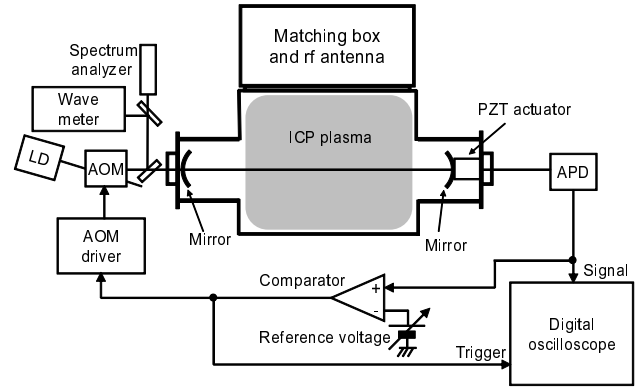 Matching box
and rf antenna
Spectrum
analyzer
Wave
meter
PZT actuator
ICP plasma
LD
AOM
APD
Mirror
Mirror
AOM
driver
Comparator
+
-
Signal
Reference voltage
Digital
oscilloscope
Trigger